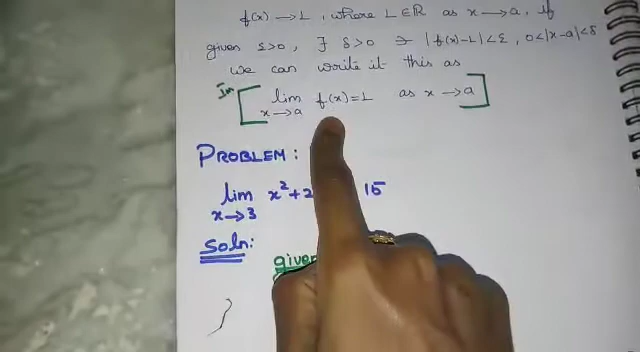 f(x) → L, where L ∈ ℝ as x → a, if
given ε>0, ∃ δ>0 ∋ |f(x)-L|<ε, 0<|x-a|<δ
we can write it this as
Im [ lim f(x)=L as x → a ]
x → a
PROBLEM:
lim x²+2 15
x → 3
Soln:
given